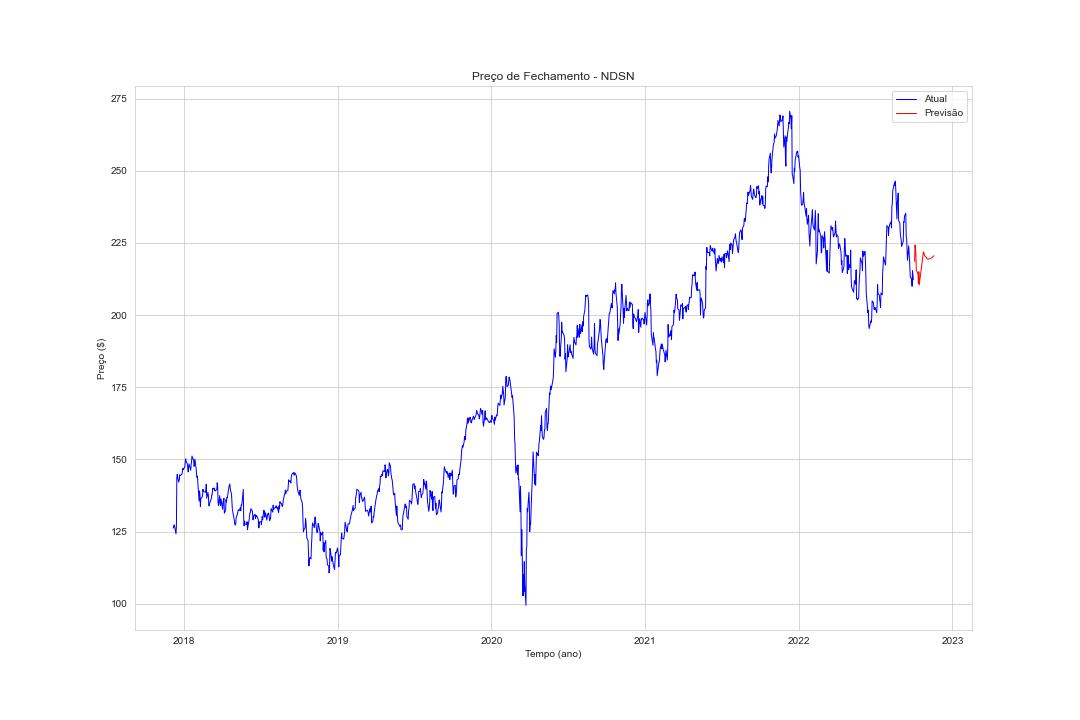 Preço de Fechamento - NDSN
275
250
225
200
175
150
125
100
Preço ($)
Atual
Previsão
2018
2019
2020
2021
2022
2023
Tempo (ano)